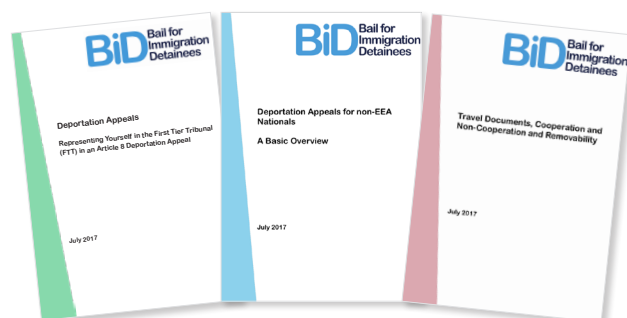 BiD Bail for
Immigration
Detainees
Deportation Appeals
Representing Yourself in the First Tier Tribunal
(FTT) in an Article 8 Deportation Appeal
July 2017
BiD Bail for
Immigration
Detainees
Deportation Appeals for non-EEA
Nationals
A Basic Overview
July 2017
BiD Bail for
Immigration
Detainees
Travel Documents, Cooperation and
Non-Cooperation and Removability
July 2017